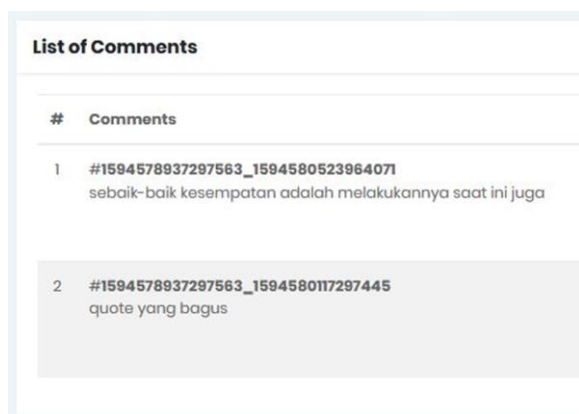 List of Comments
# Comments
1 #1594578937297563_1594580523964071
sebaik-baik kesempatan adalah melakukannya saat ini juga
2 #1594578937297563_1594580117297445
quote yang bagus